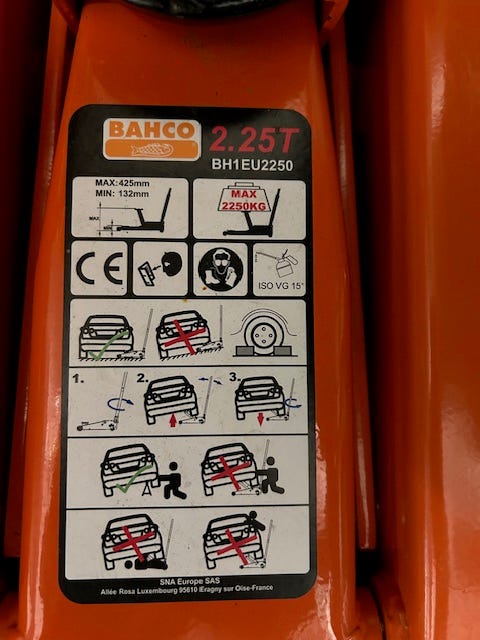 BAHCO
2.25T
BH1EU2250
MAX:425mm
MIN: 132mm
MAX
2250KG
CE
ISO VG 15°
1.
2.
3.
SNA Europe SAS
Allée Rosa Luxembourg 95610 Eragny sur Oise-France